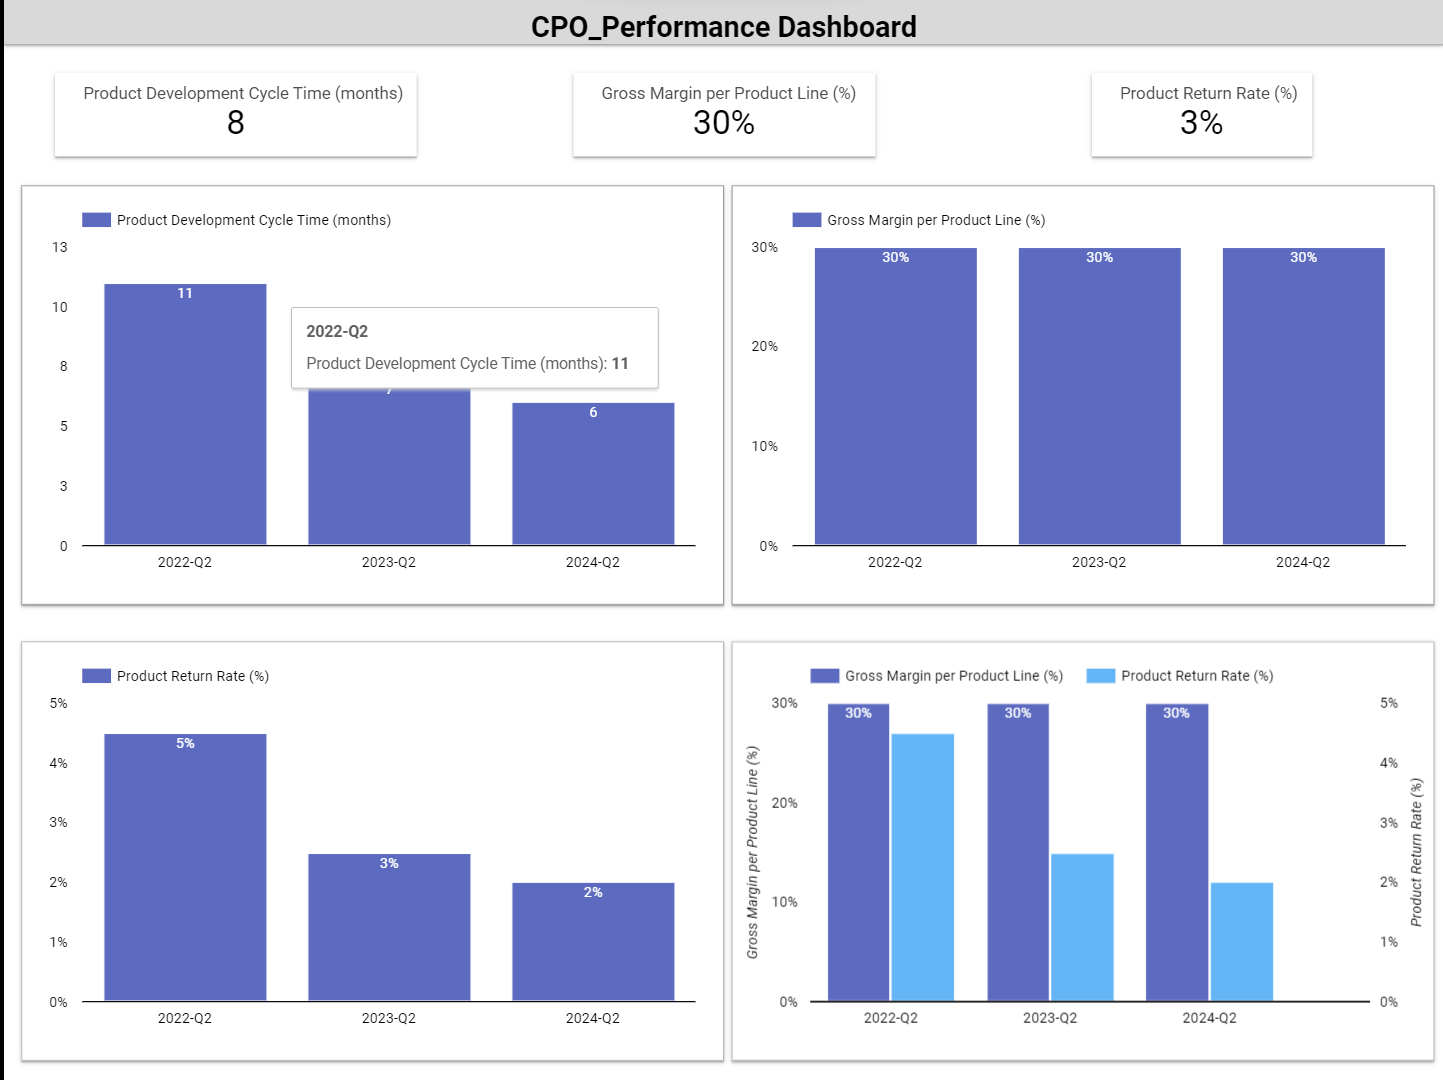 CPO_Performance Dashboard
Product Development Cycle Time (months)
8
Gross Margin per Product Line (%)
30%
Product Return Rate (%)
3%
Product Development Cycle Time (months)
13
10
8
5
3
0
11
6
2022-Q2
Product Development Cycle Time (months): 11
2022-Q2
2023-Q2
2024-Q2
Gross Margin per Product Line (%)
30%
20%
10%
0%
30%
30%
30%
2022-Q2
2023-Q2
2024-Q2
Product Return Rate (%)
5%
4%
3%
2%
1%
0%
5%
3%
2%
2022-Q2
2023-Q2
2024-Q2
Gross Margin per Product Line (%)
Product Return Rate (%)
Gross Margin per Product Line (%)
30%
20%
10%
0%
30%
30%
30%
2022-Q2
2023-Q2
2024-Q2
5%
4%
3%
2%
1%
0%
Product Return Rate (%)